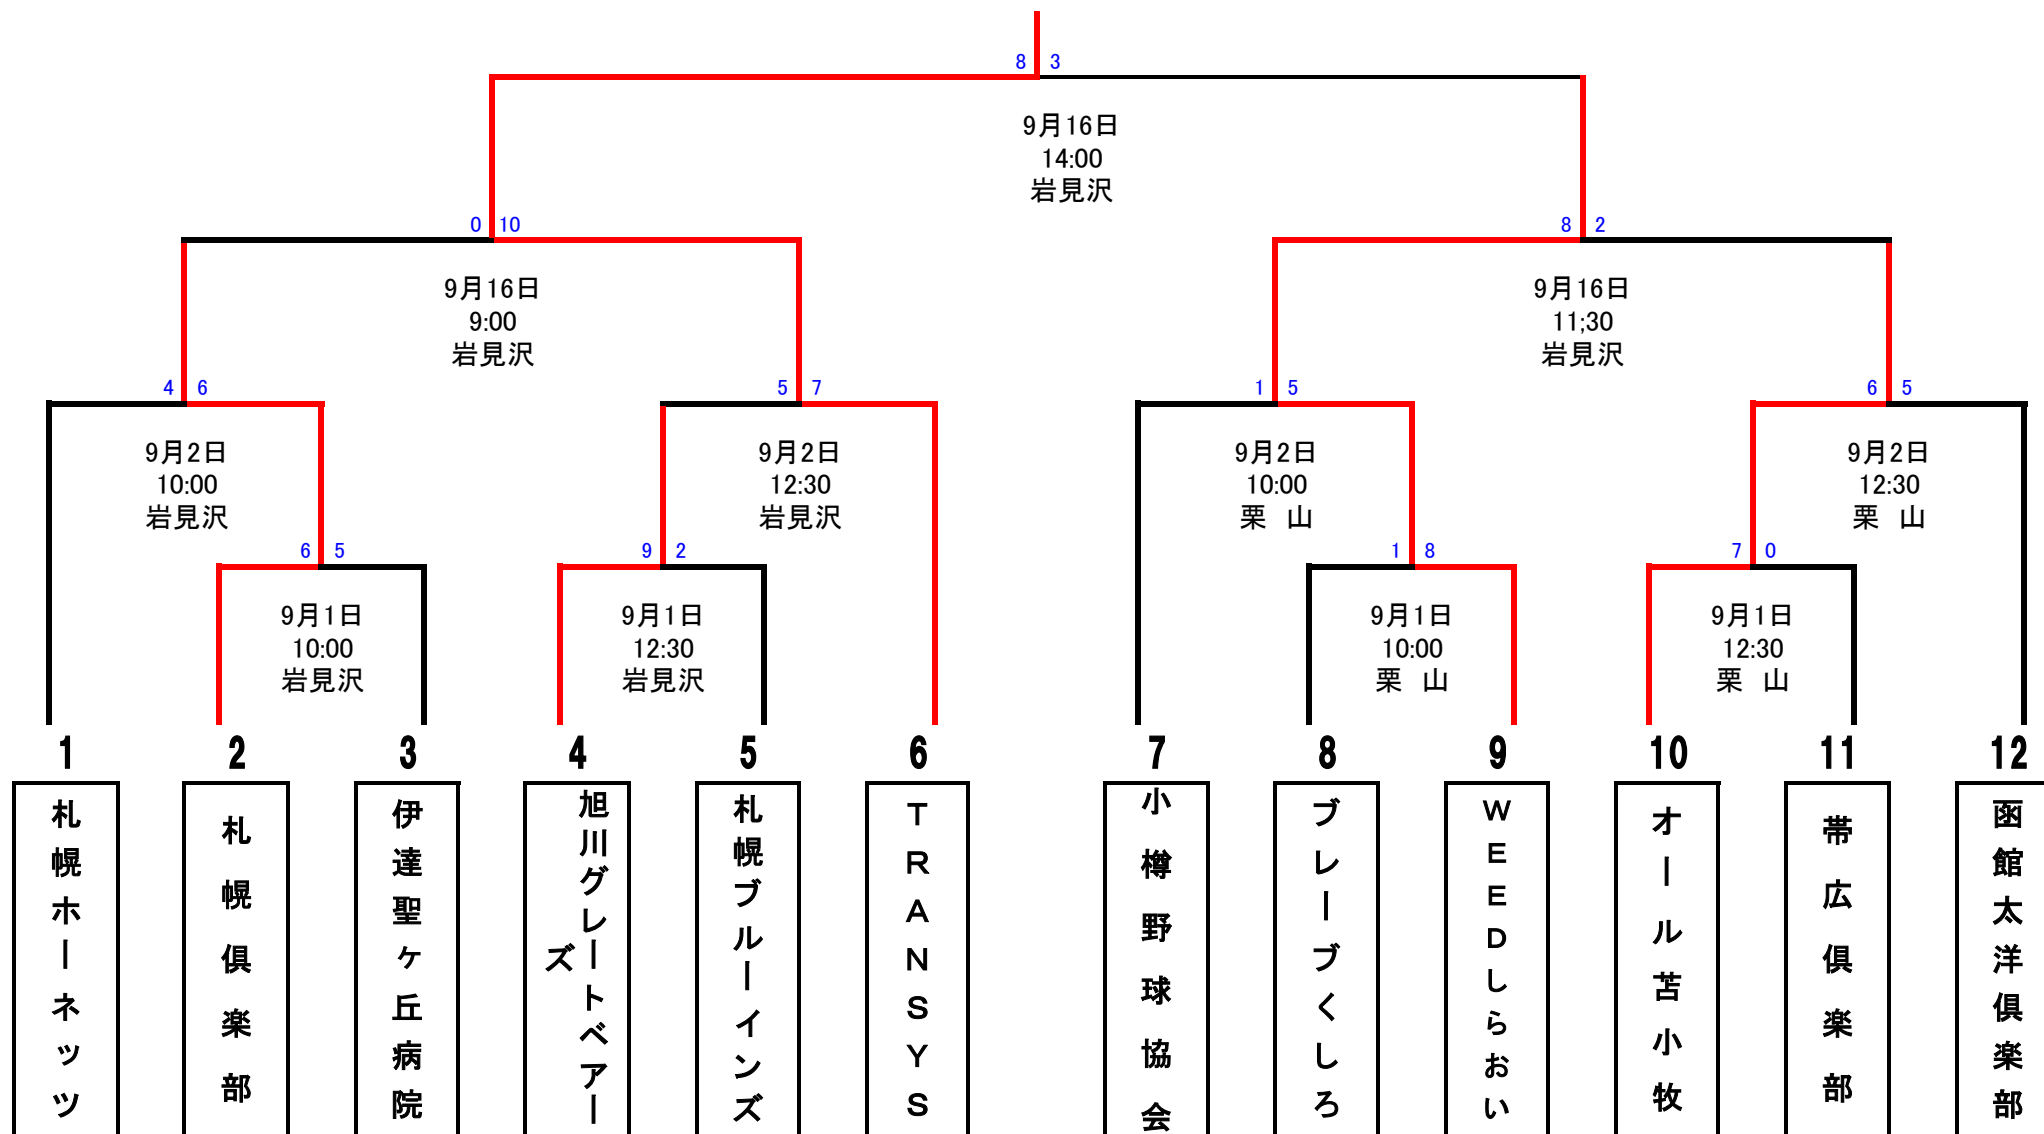 8 3
9月16日
14:00
岩見沢
0 10
8 2
9月16日
9:00
岩見沢
9月16日
11;30
岩見沢
4 6
5 7
1 5
6 5
9月2日
10:00
岩見沢
9月2日
12:30
岩見沢
9月2日
10:00
栗　山
9月2日
12:30
栗　山
6 5
9 2
1 8
7 0
9月1日
10:00
岩見沢
9月1日
12:30
岩見沢
9月1日
10:00
栗　山
9月1日
12:30
栗　山
1 2 3 4 5 6 7 8 9 10 11 12
札幌ホーネッツ
札幌倶楽部
伊達聖ヶ丘病院
旭川グレートベアー
ズ
札幌ブルーインズ
ＴＲＡＮＳＹＳ
小樽野球協会
ブレーブくしろ
ＷＥＥＤしらおい
オール苫小牧
帯広倶楽部
函館太洋倶楽部